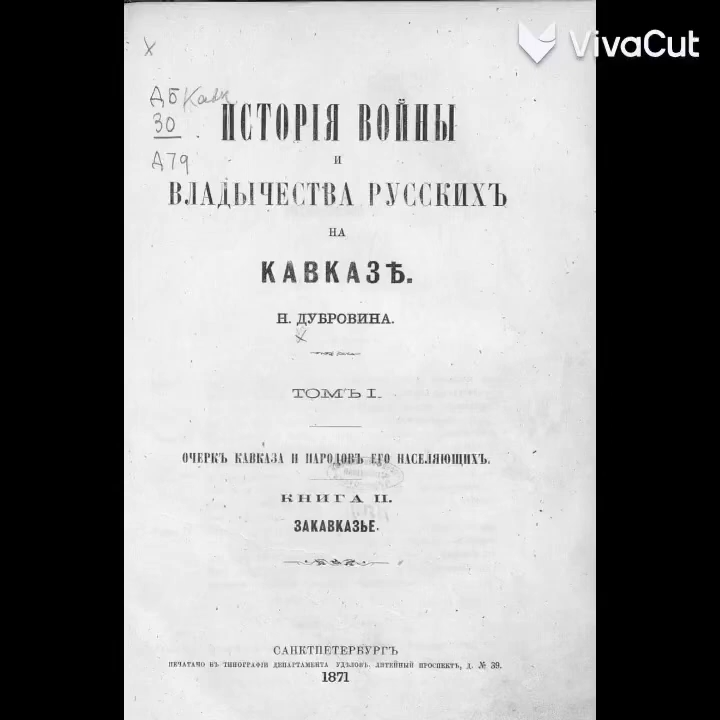 VivaCut
ДБ Кавк
30
Д79
ИСТОРІЯ ВОЙНЫ
И
ВЛАДЫЧЕСТВА РУССКИХЪ
НА
КАВКАЗѢ.
Н. ДУБРОВИНА.
ТОМЪ I.
ОЧЕРКЪ КАВКАЗА И НАРОДОВЪ ЕГО НАСЕЛЯЮЩИХЪ.
КНИГА II.
ЗАКАВКАЗЬЕ.
САНКТПЕТЕРБУРГЪ
ПЕЧАТАНО ВЪ ТИПОГРАФІИ ДЕПАРТАМЕНТА УДѢЛОВЪ. ЛИТЕЙНЫЙ ПРОСПЕКТЪ, Д. № 39.
1871